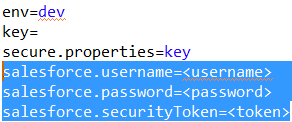 env=dev
key=
secure.properties=key
salesforce.username=<username>
salesforce.password=<password>
salesforce.securityToken=<token>